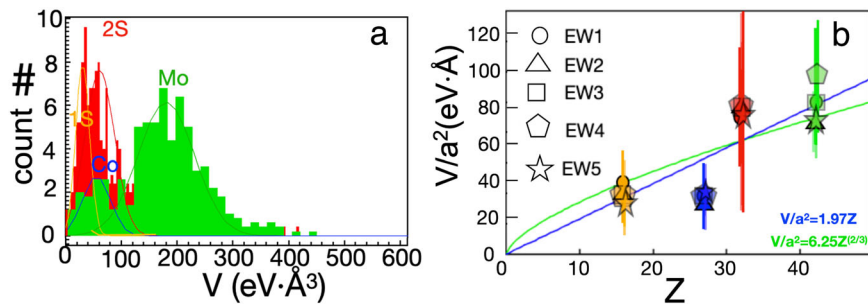 10
8
6
4
2
0
count #
2S
a
Mo
1S
Co
0 100 200 300 400 500 600
V (eV·Å³)
120
100
80
60
40
20
0
V/a²(eV·Å)
b
EW1
EW2
EW3
EW4
EW5
V/a²=1.97Z
V/a²=6.25Z⁽²/³⁾
0 10 20 30 40
Z